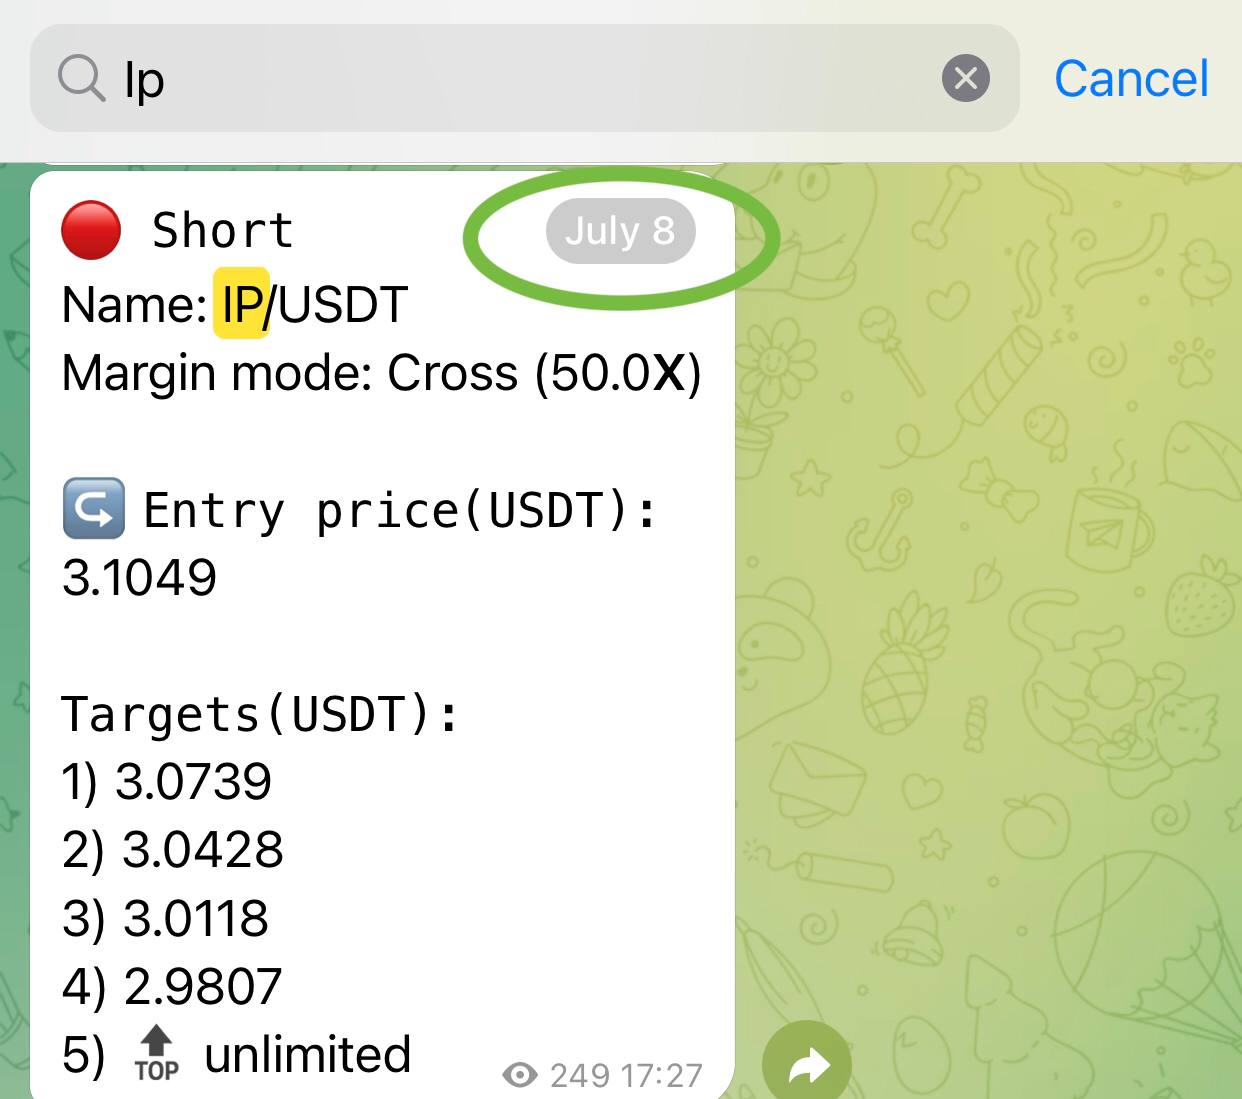 Ip
Cancel
Short
July 8
Name: IP/USDT
Margin mode: Cross (50.0X)
Entry price(USDT):
3.1049
Targets(USDT):
1) 3.0739
2) 3.0428
3) 3.0118
4) 2.9807
5) TOP unlimited
249 17:27